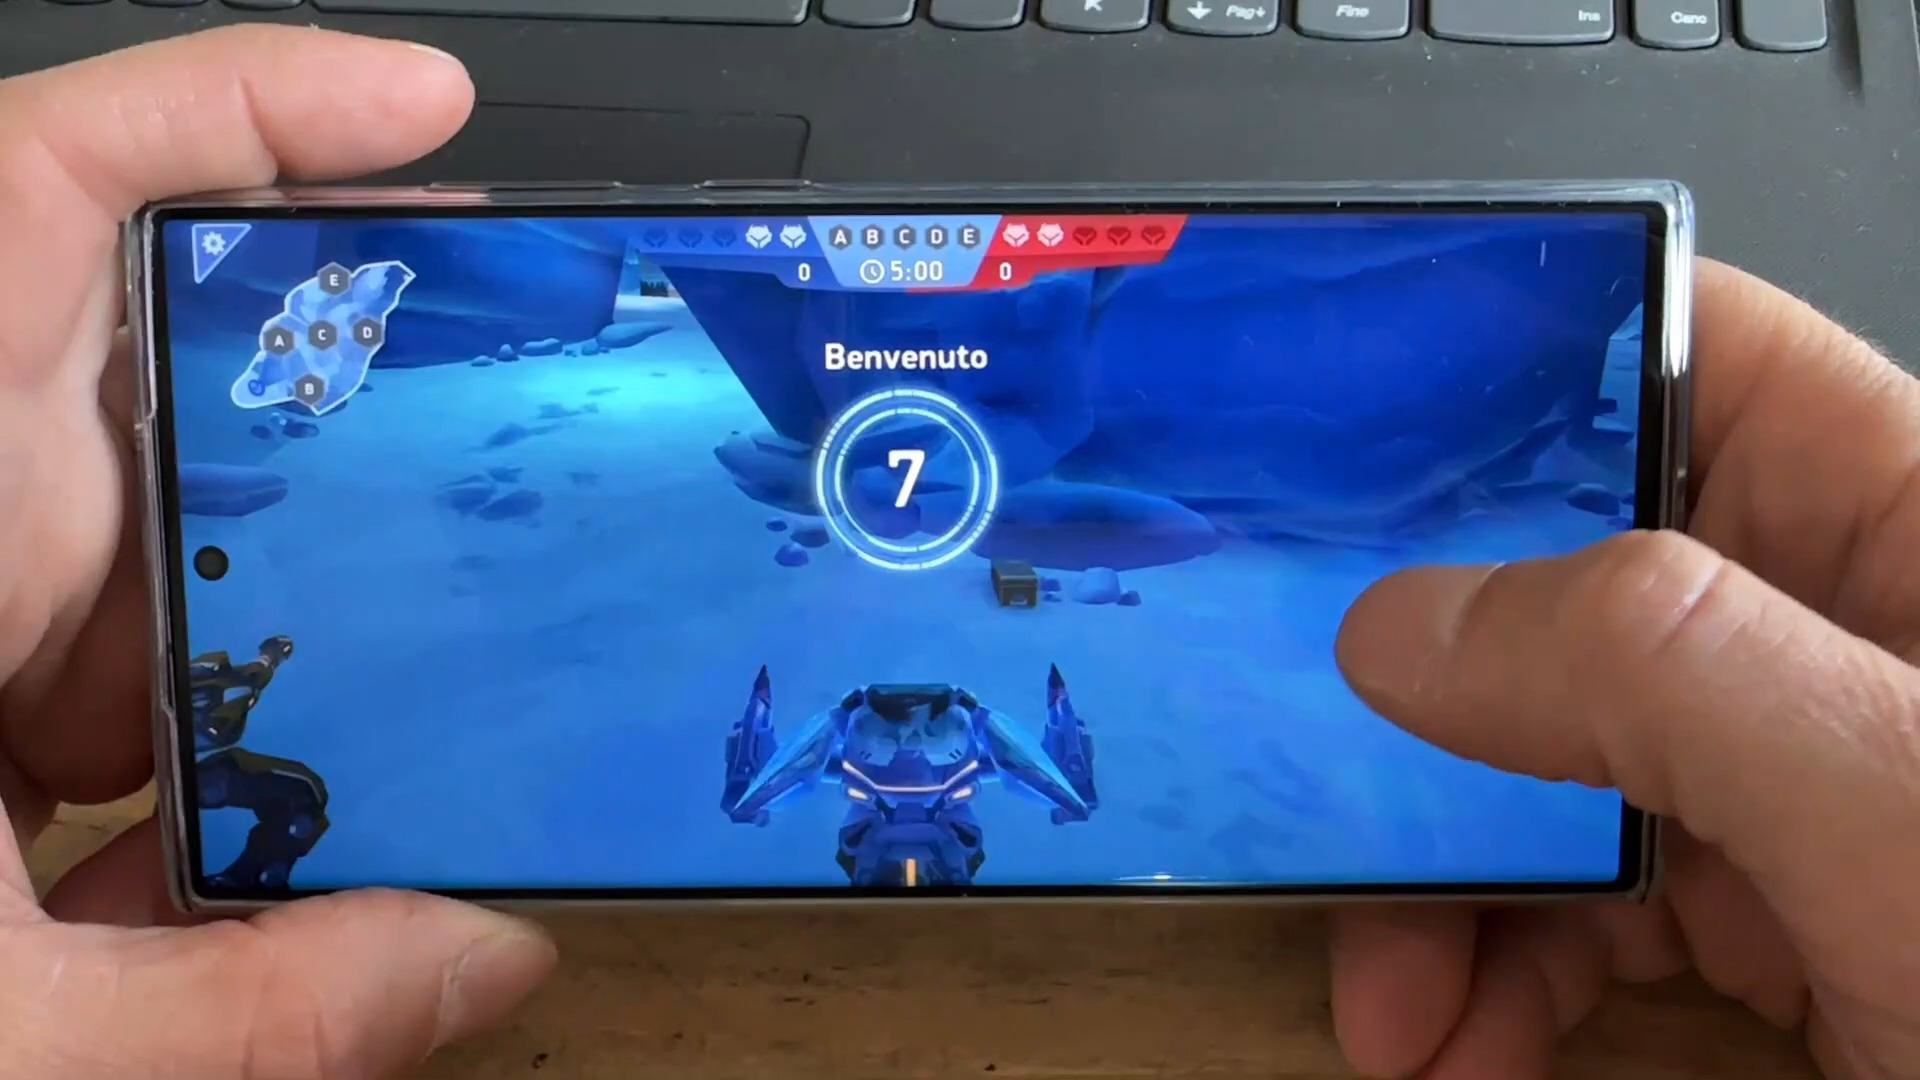 Pag
Fine
Ins
Canc
A B C D E
0 5:00 0
E
A C D
B
Benvenuto
7